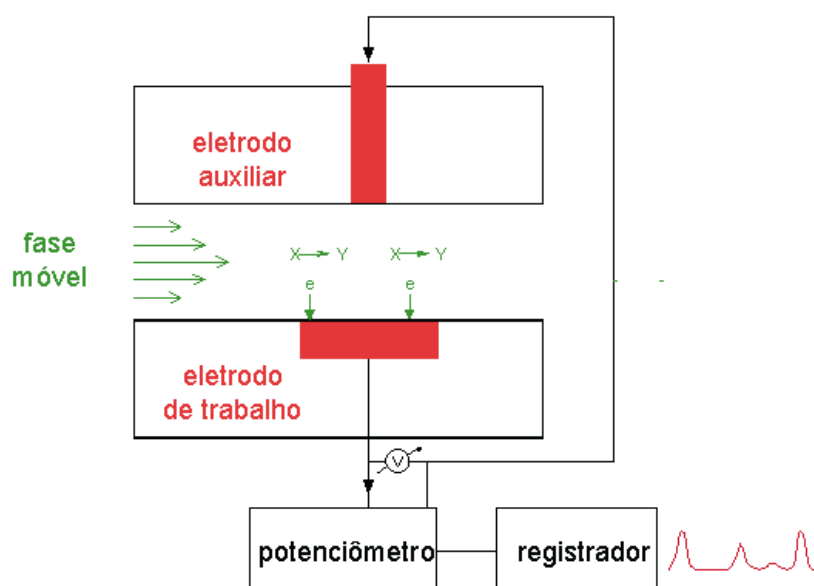 eletrodo
auxiliar
fase
móvel
X Y X Y
e e
eletrodo
de trabalho
V
potenciômetro
registrador